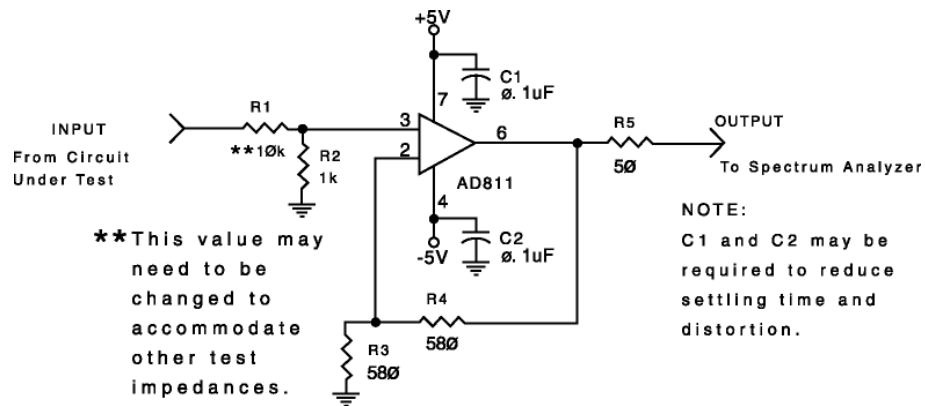 +5V
C1
Ø.1uF
7
R1
INPUT
3
6
R5
OUTPUT
From Circuit
Under Test
**1Øk
R2
1k
2
5Ø
To Spectrum Analyzer
AD811
4
**This value may
need to be
changed to
accommodate
other test
impedances.
C2
Ø.1uF
-5V
NOTE:
C1 and C2 may be
required to reduce
settling time and
distortion.
R4
58Ø
R3
58Ø